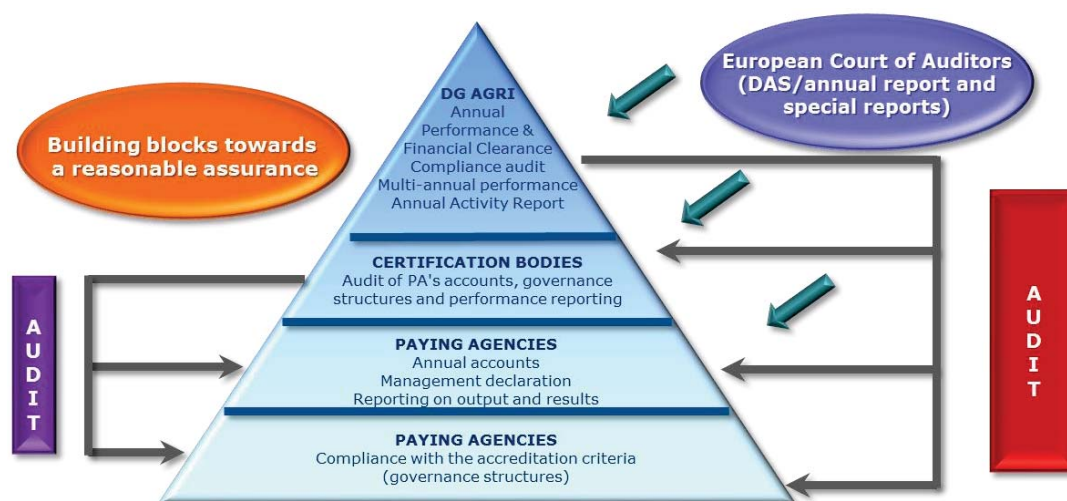 European Court of Auditors
(DAS/annual report and
special reports)
Building blocks towards
a reasonable assurance
DG AGRI
Annual
Performance &
Financial Clearance
Compliance audit
Multi-annual performance
Annual Activity Report
CERTIFICATION BODIES
Audit of PA's accounts, governance
structures and performance reporting
PAYING AGENCIES
Annual accounts
Management declaration
Reporting on output and results
PAYING AGENCIES
Compliance with the accreditation criteria
(governance structures)
AUDIT
AUDIT